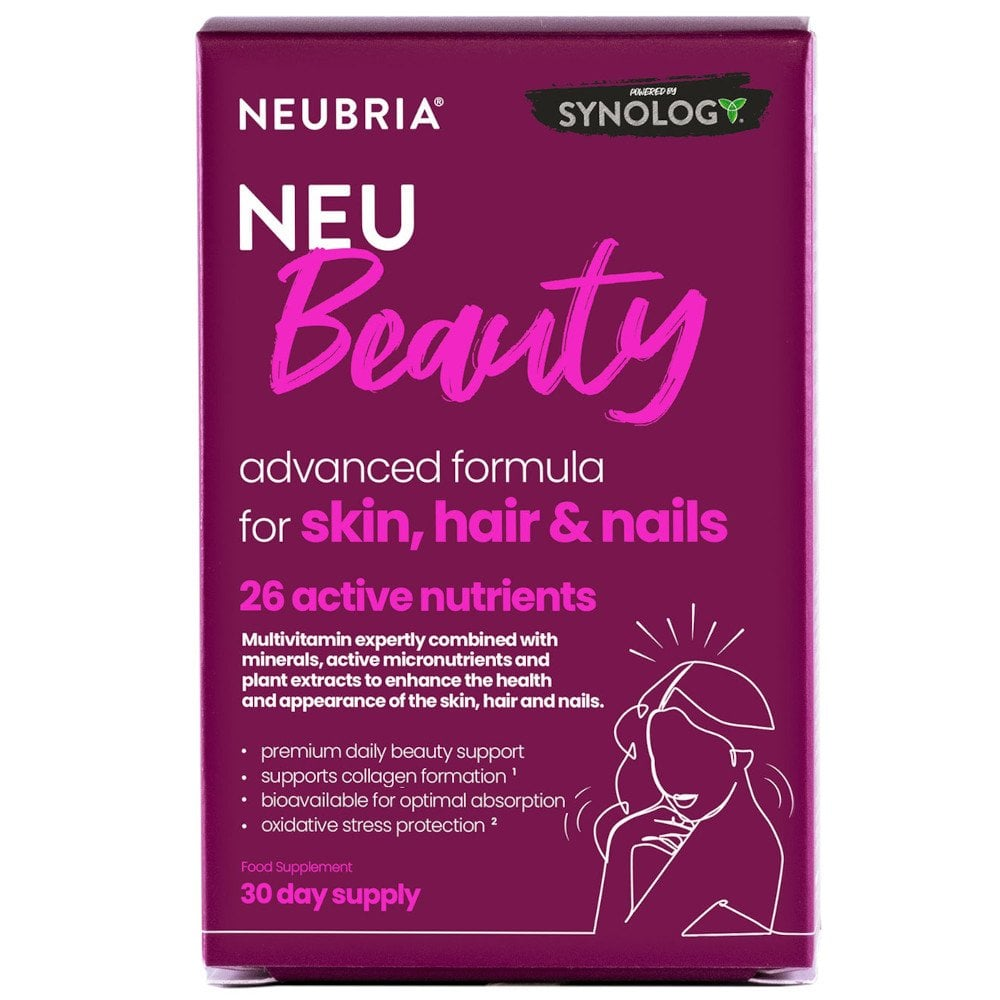 NEUBRIA®
POWERED BY
SYNOLOGY®
NEU
Beauty
advanced formula
for skin, hair & nails
26 active nutrients
Multivitamin expertly combined with
minerals, active micronutrients and
plant extracts to enhance the health
and appearance of the skin, hair and nails.
• premium daily beauty support
• supports collagen formation ¹
• bioavailable for optimal absorption
• oxidative stress protection ²
Food Supplement
30 day supply